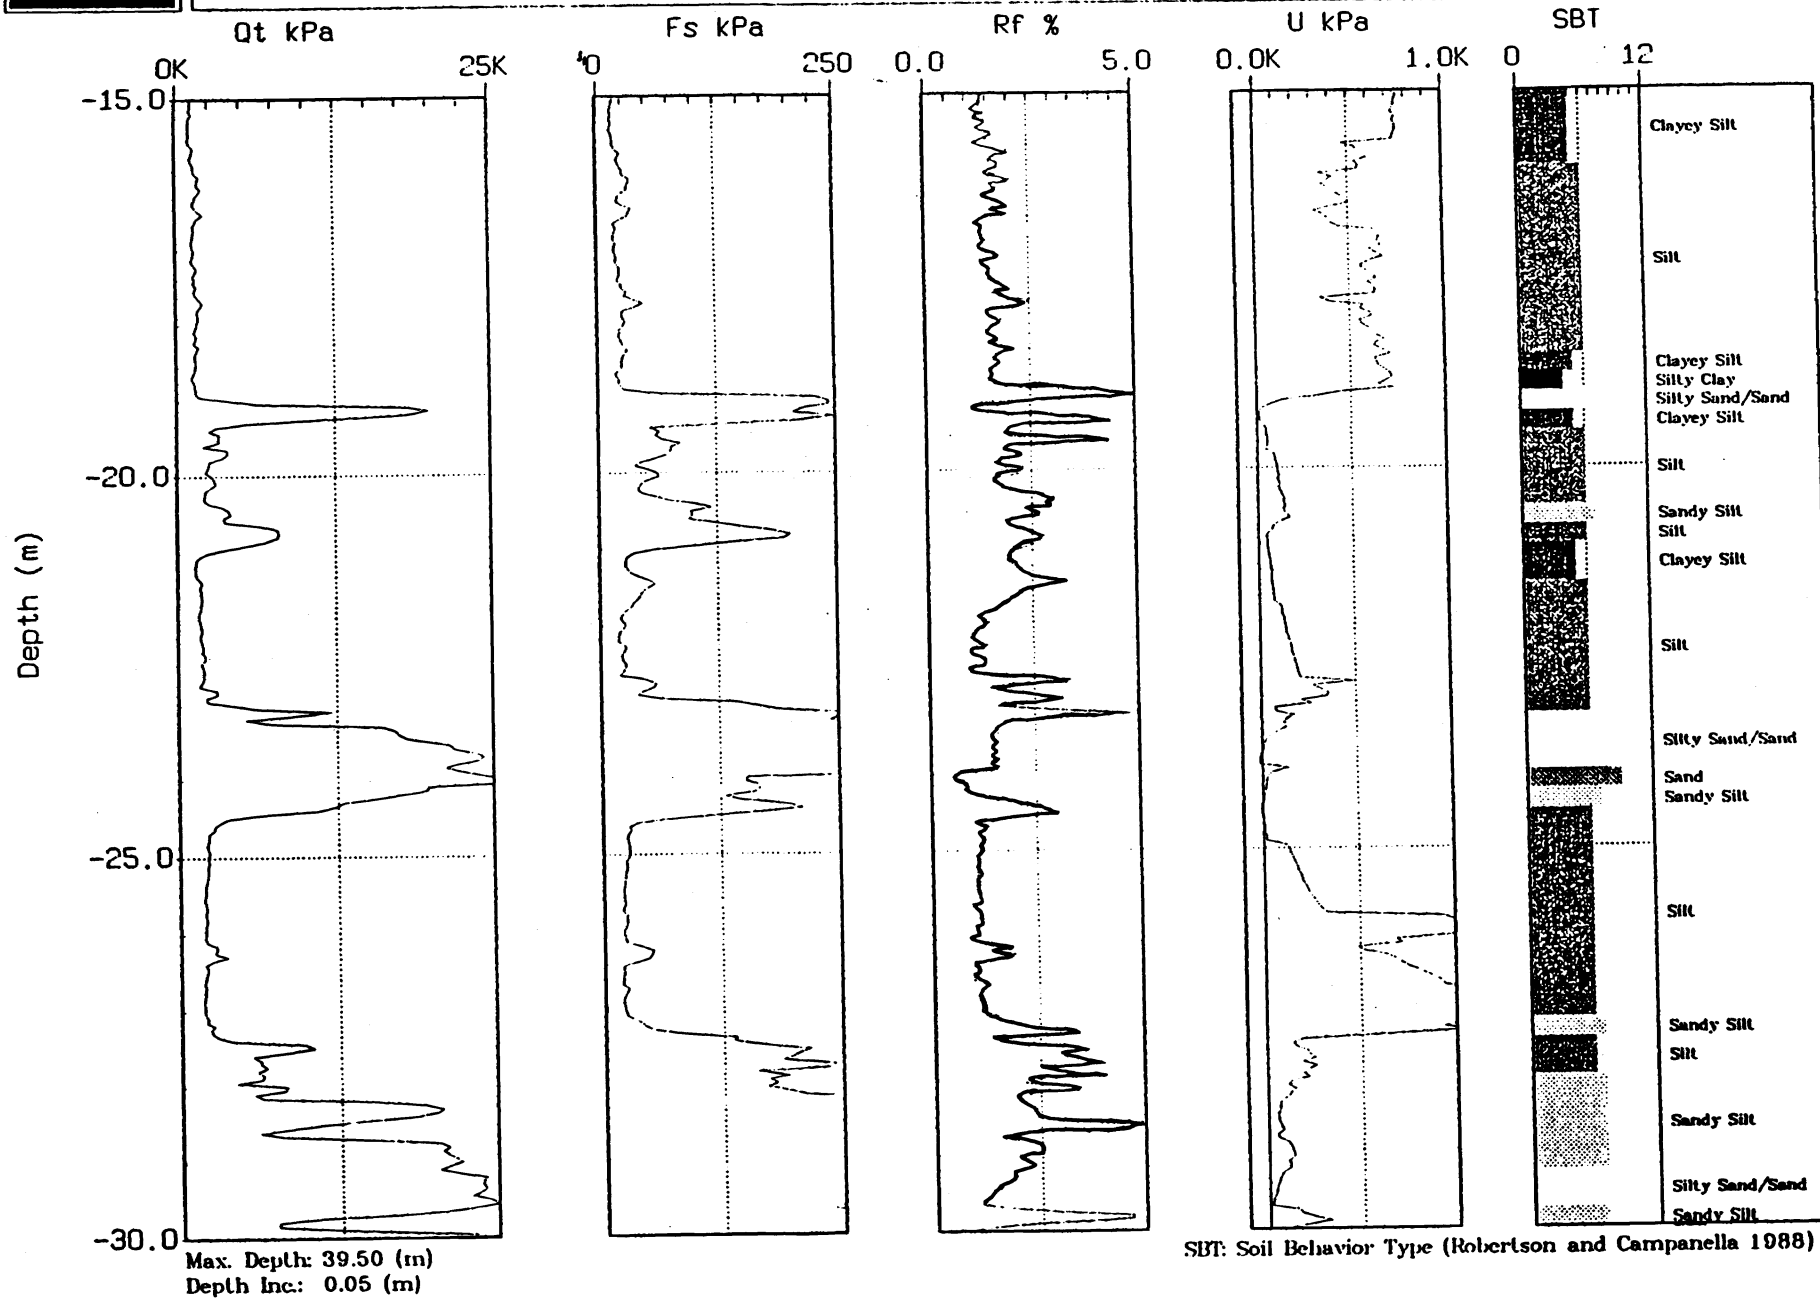 Qt kPa
Fs kPa
Rf %
U kPa
SBT
0K
25K
0
250
0.0
5.0
0.0K
1.0K
0
12
-15.0
-20.0
-25.0
-30.0
Depth (m)
Clayey Silt
Silt
Clayey Silt
Silty Clay
Silty Sand/Sand
Clayey Silt
Silt
Sandy Silt
Silt
Clayey Silt
Silt
Silty Sand/Sand
Sand
Sandy Silt
Silt
Sandy Silt
Silt
Sandy Silt
Silty Sand/Sand
Sandy Silt
Max. Depth: 39.50 (m)
Depth Inc.: 0.05 (m)
SBT: Soil Behavior Type (Robertson and Campanella 1988)